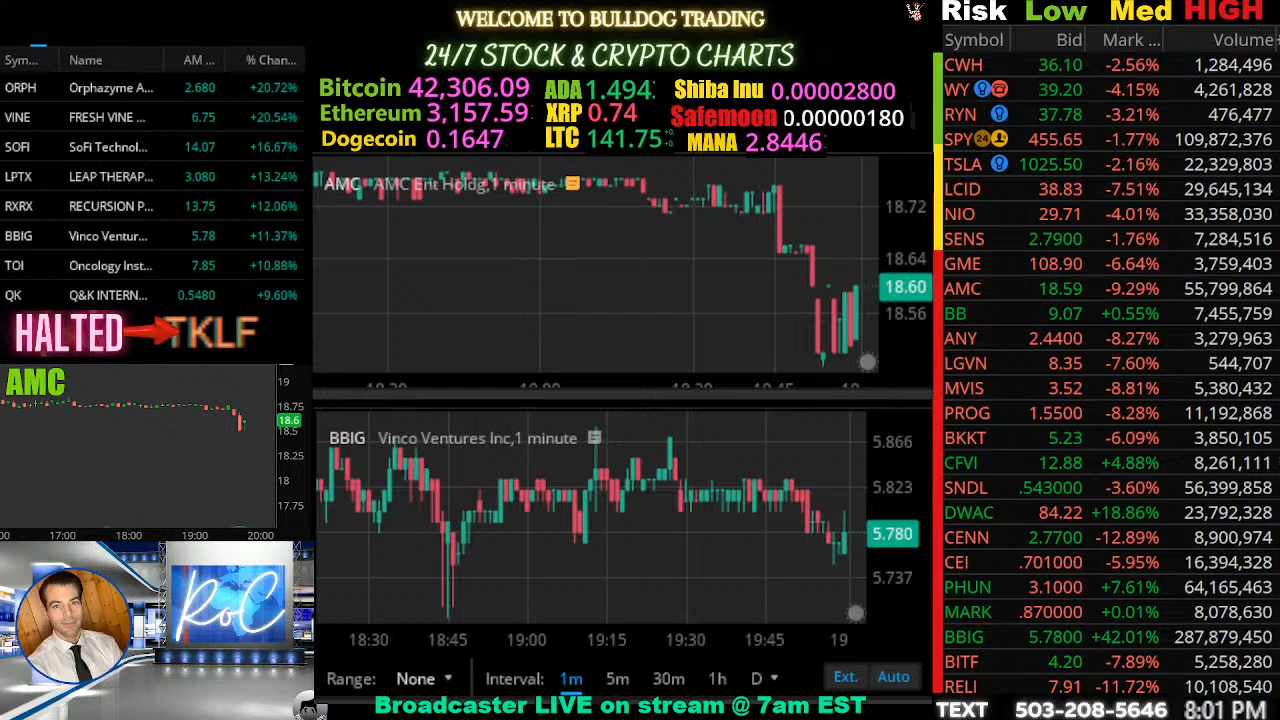 WELCOME TO BULLDOG TRADING
24/7 STOCK & CRYPTO CHARTS
Bitcoin 42,306.09 ADA 1.494 Shiba Inu 0.00002800
Ethereum 3,157.59 XRP 0.74 Safemoon 0.00000180
Dogecoin 0.1647 LTC 141.75 MANA 2.8446
Sym... Name AM ... % Chan...
ORPH Orphazyme A... 2.680 +20.72%
VINE FRESH VINE ... 6.75 +20.54%
SOFI SoFi Technol... 14.07 +16.67%
LPTX LEAP THERAP... 3.080 +13.24%
RXRX RECURSION P... 13.75 +12.06%
BBIG Vinco Ventur... 5.78 +11.37%
TOI Oncology Inst... 7.85 +10.88%
QK Q&K INTERN... 0.5480 +9.60%
HALTED TKLF
AMC
19
18.75
18.6
18.5
18.25
18
17.75
17:00 18:00 19:00 20:00
RoC
AMC AMC Ent Holdg,1 minute
18.72
18.64
18.60
18.56
BBIG Vinco Ventures Inc,1 minute
5.866
5.823
5.780
5.737
18:30 18:45 19:00 19:15 19:30 19:45 19
Range: None Interval: 1m 5m 30m 1h D Ext. Auto
Broadcaster LIVE on stream @ 7am EST
Risk Low Med HIGH
Symbol Bid Mark ... Volume
CWH 36.10 -2.56% 1,284,496
WY 39.20 -4.15% 4,261,828
RYN 37.78 -3.21% 476,477
SPY 24 455.65 -1.77% 109,872,376
TSLA 1025.50 -2.16% 22,329,803
LCID 38.83 -7.51% 29,645,134
NIO 29.71 -4.01% 33,358,030
SENS 2.7900 -1.76% 7,284,516
GME 108.90 -6.64% 3,759,403
AMC 18.59 -9.29% 55,799,864
BB 9.07 +0.55% 7,455,759
ANY 2.4400 -8.27% 3,279,963
LGVN 8.35 -7.60% 544,707
MVIS 3.52 -8.81% 5,380,432
PROG 1.5500 -8.28% 11,192,868
BKKT 5.23 -6.09% 3,850,105
CFVI 12.88 +4.88% 8,261,111
SNDL .543000 -3.60% 56,399,858
DWAC 84.22 +18.86% 23,792,328
CENN 2.7700 -12.89% 8,900,974
CEI .701000 -5.95% 16,394,328
PHUN 3.1000 +7.61% 64,165,463
MARK .870000 +0.01% 8,078,630
BBIG 5.7800 +42.01% 287,879,450
BITF 4.20 -7.89% 5,258,280
RELI 7.91 -11.72% 10,108,540
TEXT 503-208-5646 8:01 PM